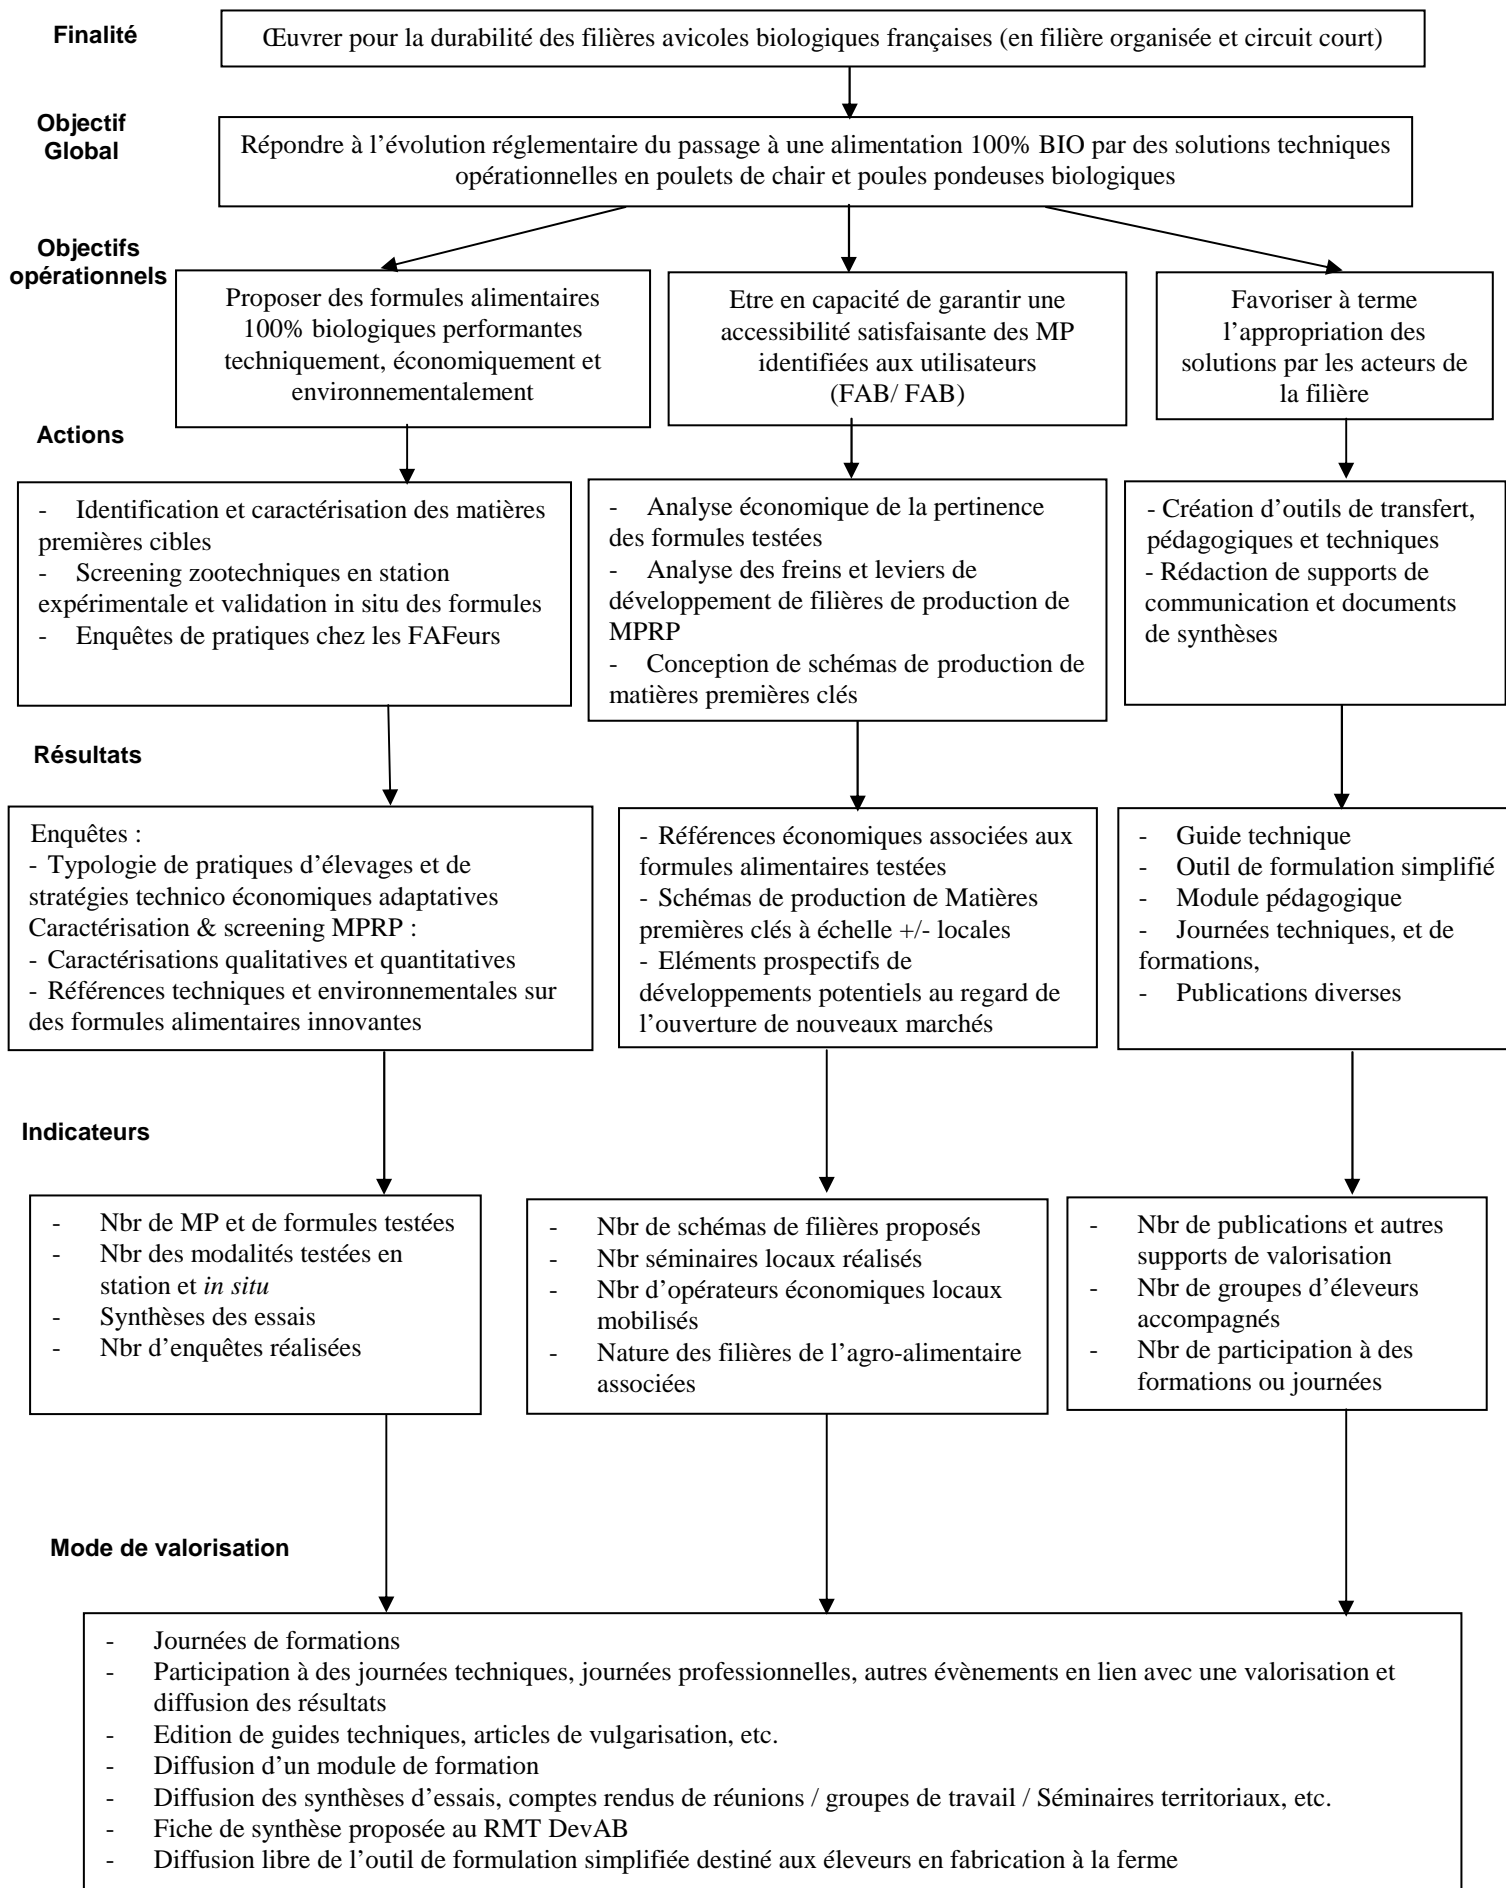 Finalité
Œuvrer pour la durabilité des filières avicoles biologiques françaises (en filière organisée et circuit court)
Objectif
Global
Répondre à l’évolution réglementaire du passage à une alimentation 100% BIO par des solutions techniques
opérationnelles en poulets de chair et poules pondeuses biologiques
Objectifs
opérationnels
Proposer des formules alimentaires
100% biologiques performantes
techniquement, économiquement et
environnementalement
Etre en capacité de garantir une
accessibilité satisfaisante des MP
identifiées aux utilisateurs
(FAB/ FAB)
Favoriser à terme
l’appropriation des
solutions par les acteurs de
la filière
Actions
- Identification et caractérisation des matières
premières cibles
- Screening zootechniques en station
expérimentale et validation in situ des formules
- Enquêtes de pratiques chez les FAFeurs
- Analyse économique de la pertinence
des formules testées
- Analyse des freins et leviers de
développement de filières de production de
MPRP
- Conception de schémas de production de
matières premières clés
- Création d’outils de transfert,
pédagogiques et techniques
- Rédaction de supports de
communication et documents
de synthèses
Résultats
Enquêtes :
- Typologie de pratiques d’élevages et de
stratégies technico économiques adaptatives
Caractérisation & screening MPRP :
- Caractérisations qualitatives et quantitatives
- Références techniques et environnementales sur
des formules alimentaires innovantes
- Références économiques associées aux
formules alimentaires testées
- Schémas de production de Matières
premières clés à échelle +/- locales
- Eléments prospectifs de
développements potentiels au regard de
l’ouverture de nouveaux marchés
- Guide technique
- Outil de formulation simplifié
- Module pédagogique
- Journées techniques, et de
formations,
- Publications diverses
Indicateurs
- Nbr de MP et de formules testées
- Nbr des modalités testées en
station et in situ
- Synthèses des essais
- Nbr d’enquêtes réalisées
- Nbr de schémas de filières proposés
- Nbr séminaires locaux réalisés
- Nbr d’opérateurs économiques locaux
mobilisés
- Nature des filières de l’agro-alimentaire
associées
- Nbr de publications et autres
supports de valorisation
- Nbr de groupes d’éleveurs
accompagnés
- Nbr de participation à des
formations ou journées
Mode de valorisation
- Journées de formations
- Participation à des journées techniques, journées professionnelles, autres évènements en lien avec une valorisation et
diffusion des résultats
- Edition de guides techniques, articles de vulgarisation, etc.
- Diffusion d’un module de formation
- Diffusion des synthèses d’essais, comptes rendus de réunions / groupes de travail / Séminaires territoriaux, etc.
- Fiche de synthèse proposée au RMT DevAB
- Diffusion libre de l’outil de formulation simplifiée destiné aux éleveurs en fabrication à la ferme